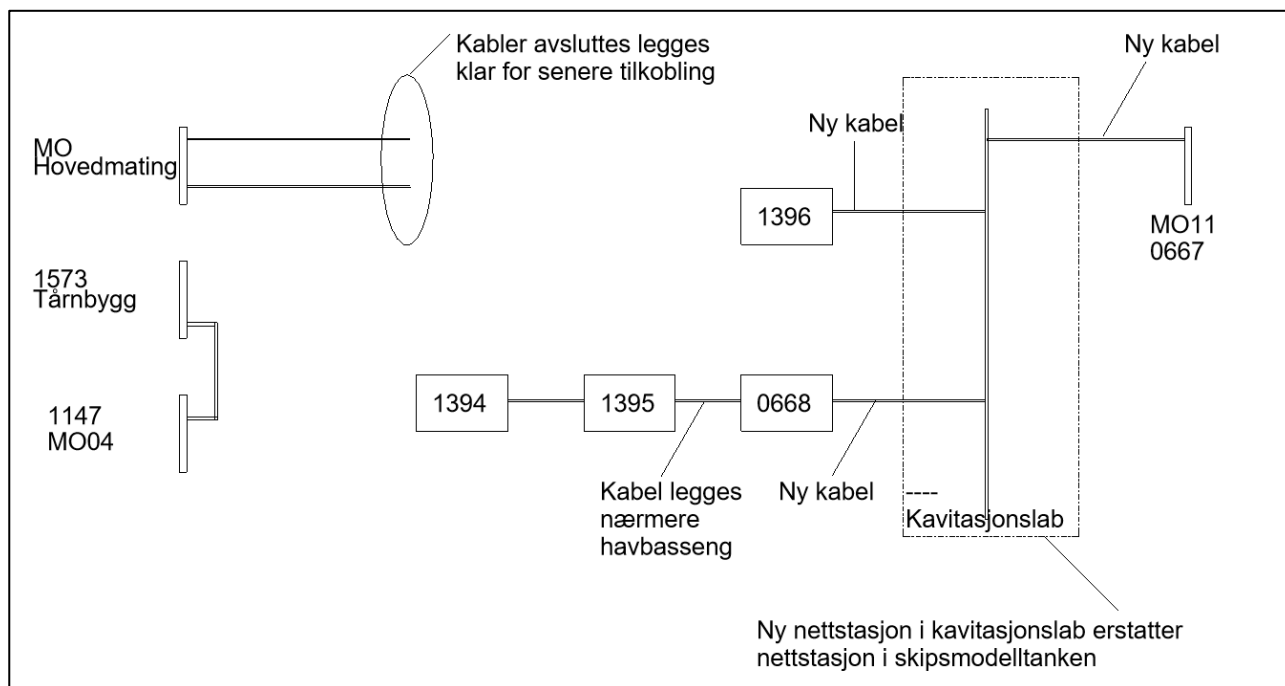 Kabler avsluttes legges
klar for senere tilkobling
Ny kabel
Ny kabel
MO
Hovedmating
1396
MO11
0667
1573
Tårnbygg
1394
1395
0668
1147
MO04
Kabel legges
nærmere
havbasseng
Ny kabel
----
Kavitasjonslab
Ny nettstasjon i kavitasjonslab erstatter
nettstasjon i skipsmodelltanken